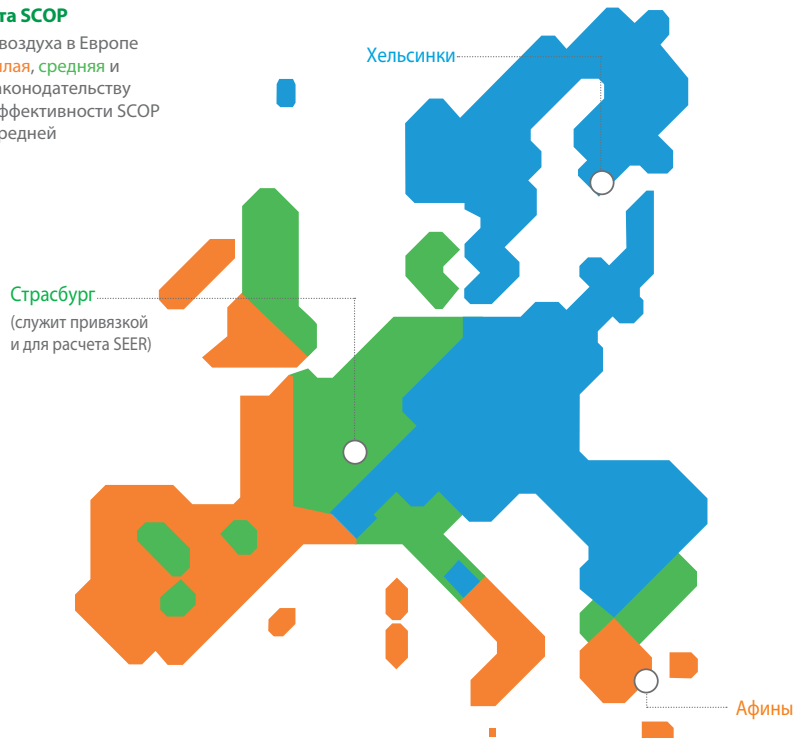 та SCOP
воздуха в Европе
лая, средняя и
аконодательству
ффективности SCOP
редней
Хельсинки
Страсбург
(служит привязкой
и для расчета SEER)
Афины